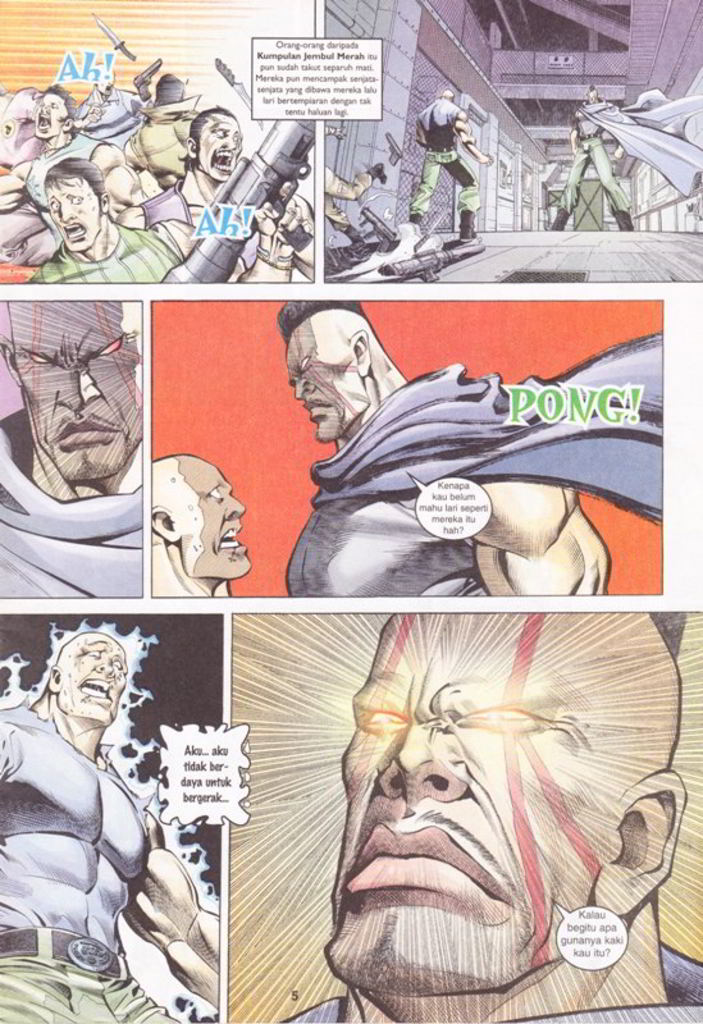 Orang-orang daripada
Kumpulan Jembul Merah itu
pun sudah takut separuh mati.
Mereka pun mencampak senjata-
senjata yang dibawa mereka lalu
lari bertempiaran dengan tak
tentu harah lagi.
Ah!
Ah!
PONG!
Kenapa
kau belum
mahu lari seperti
mereka itu
hah?
Aku... aku
tidak ber-
daya untuk
bergerak...
Kalau
begitu apa
gunanya kaki
kau itu?
5